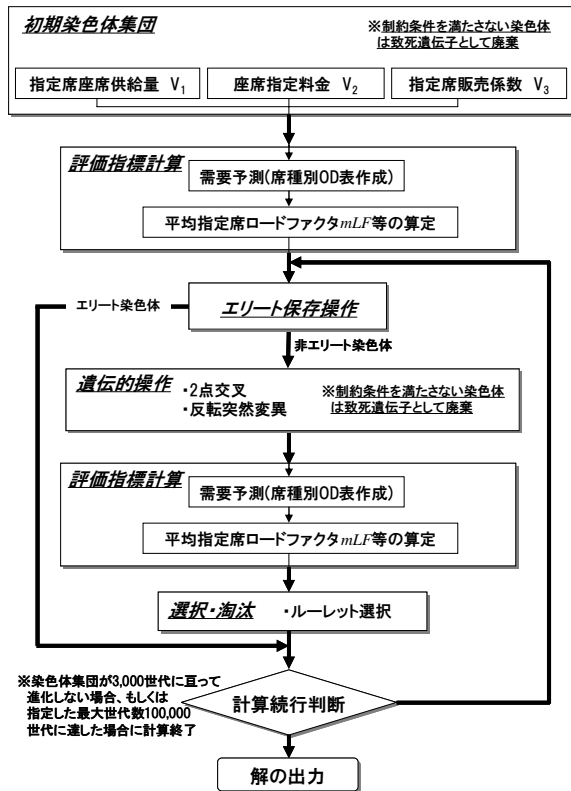 初期染色体集団
※制約条件を満たさない染色体
は致死遺伝子として廃棄
指定席座席供給量 V1
座席指定料金 V2
指定席販売係数 V3
評価指標計算
需要予測(席種別OD表作成)
平均指定席ロードファクタmLF等の算定
エリート染色体
エリート保存操作
非エリート染色体
遺伝的操作
・2点交叉
・反転突然変異
※制約条件を満たさない染色体
は致死遺伝子として廃棄
評価指標計算
需要予測(席種別OD表作成)
平均指定席ロードファクタmLF等の算定
選択・淘汰
・ルーレット選択
※染色体集団が3,000世代に亘って
進化しない場合、もしくは
指定した最大世代数100,000
世代に達した場合に計算終了
計算続行判断
解の出力